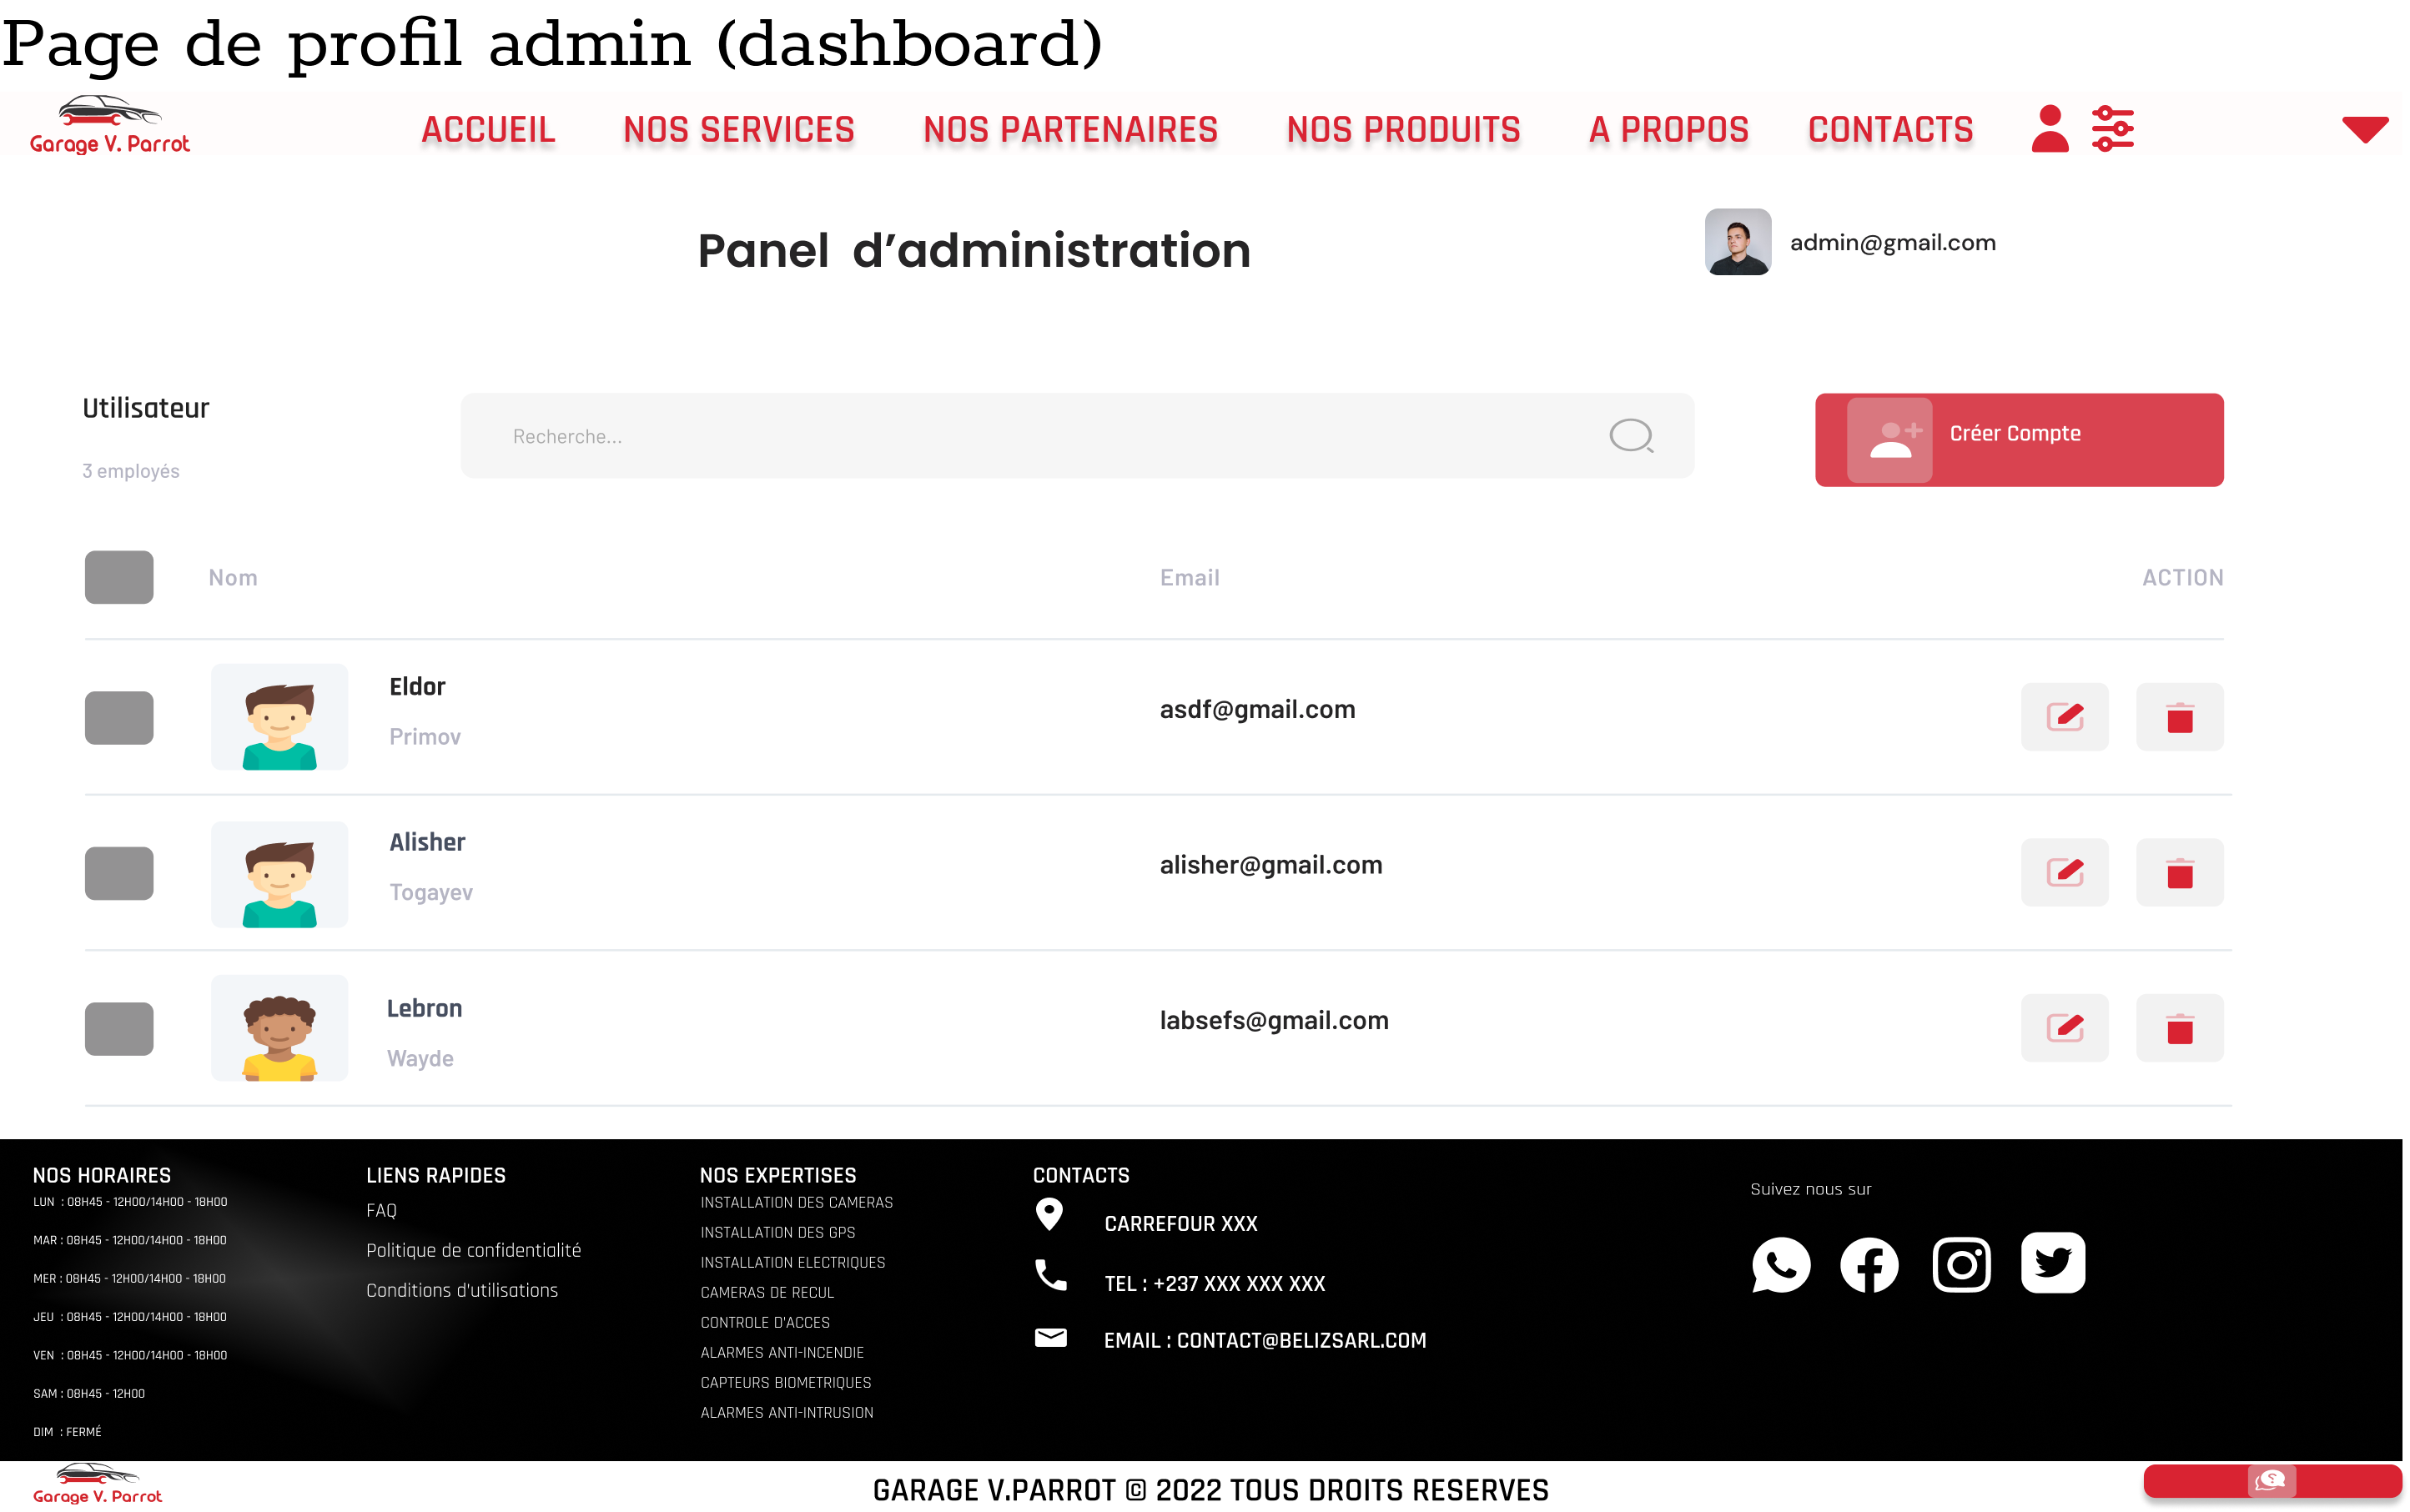 Page de profil admin (dashboard)
Garage V. Parrot
ACCUEIL NOS SERVICES NOS PARTENAIRES NOS PRODUITS A PROPOS CONTACTS
Panel d’administration
admin@gmail.com
Utilisateur
3 employés
Recherche...
Créer Compte
Nom Email ACTION
Eldor
Primov
asdf@gmail.com
Alisher
Togayev
alisher@gmail.com
Lebron
Wayde
labsefs@gmail.com
NOS HORAIRES
LUN : 08H45 - 12H00/14H00 - 18H00
MAR : 08H45 - 12H00/14H00 - 18H00
MER : 08H45 - 12H00/14H00 - 18H00
JEU : 08H45 - 12H00/14H00 - 18H00
VEN : 08H45 - 12H00/14H00 - 18H00
SAM : 08H45 - 12H00
DIM : FERMÉ
LIENS RAPIDES
FAQ
Politique de confidentialité
Conditions d'utilisations
NOS EXPERTISES
INSTALLATION DES CAMERAS
INSTALLATION DES GPS
INSTALLATION ELECTRIQUES
CAMERAS DE RECUL
CONTROLE D'ACCES
ALARMES ANTI-INCENDIE
CAPTEURS BIOMETRIQUES
ALARMES ANTI-INTRUSION
CONTACTS
CARREFOUR XXX
TEL : +237 XXX XXX XXX
EMAIL : CONTACT@BELIZSARL.COM
Suivez nous sur
Garage V. Parrot
GARAGE V.PARROT © 2022 TOUS DROITS RESERVES